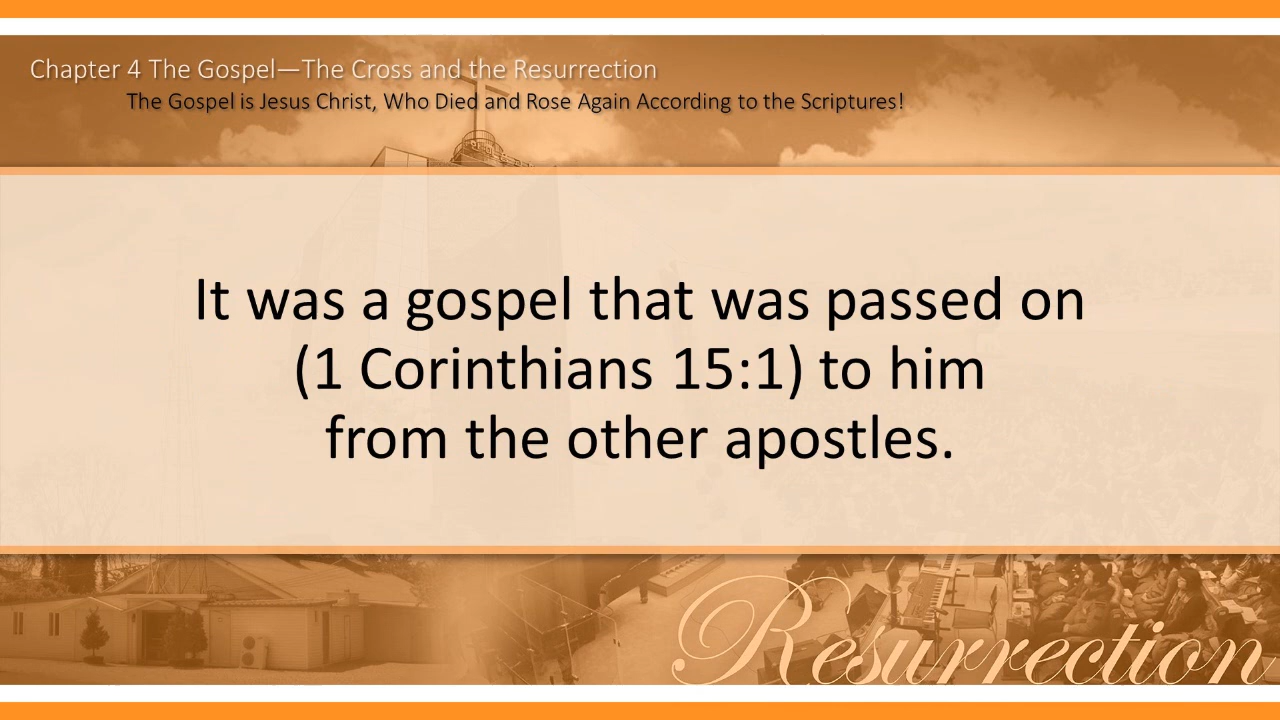 Chapter 4 The Gospel—The Cross and the Resurrection
The Gospel is Jesus Christ, Who Died and Rose Again According to the Scriptures!
It was a gospel that was passed on
(1 Corinthians 15:1) to him
from the other apostles.
Resurrection